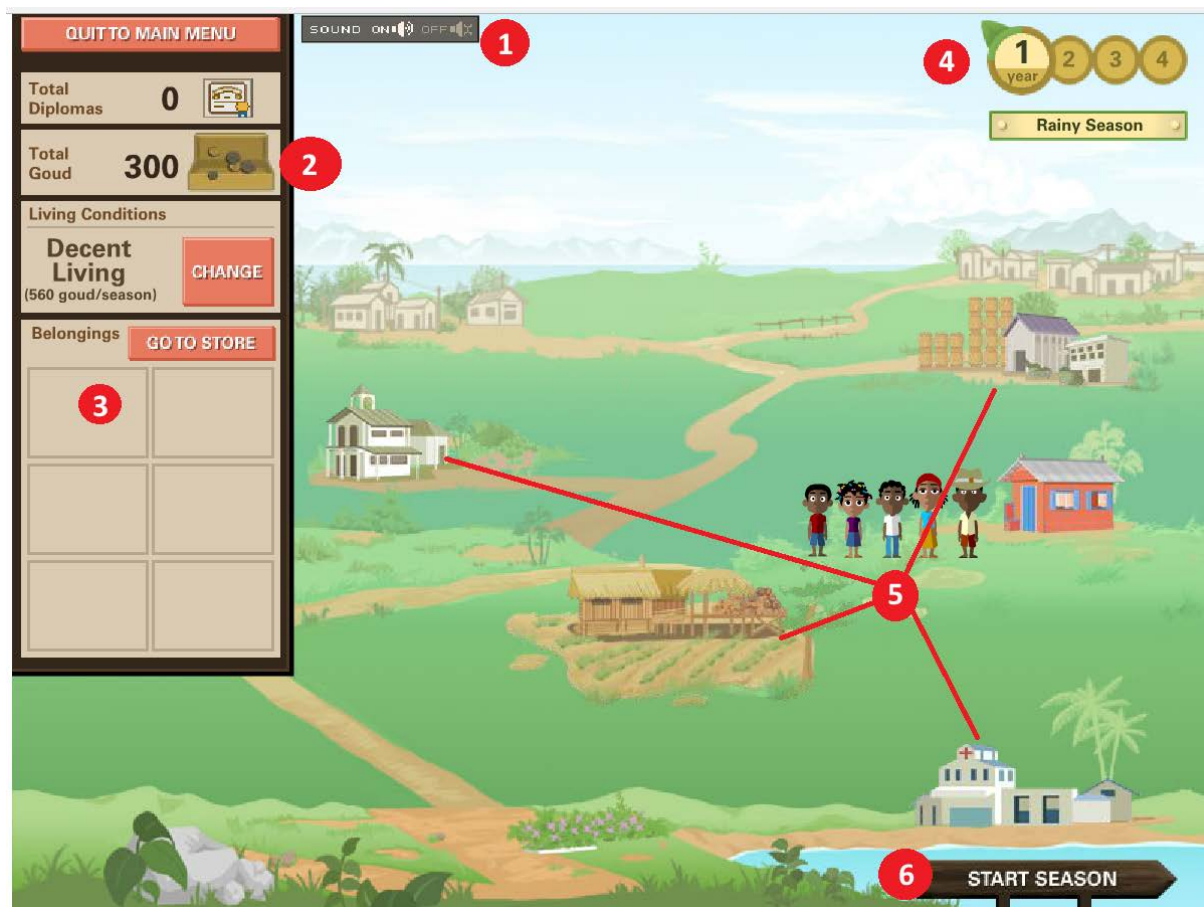 QUIT TO MAIN MENU
SOUND ON OFF
1
Total
Diplomas
0
Total
Goud
300
2
Living Conditions
Decent
Living
(560 goud/season)
CHANGE
Belongings
GO TO STORE
3
4
1
year
2
3
4
Rainy Season
5
6
START SEASON